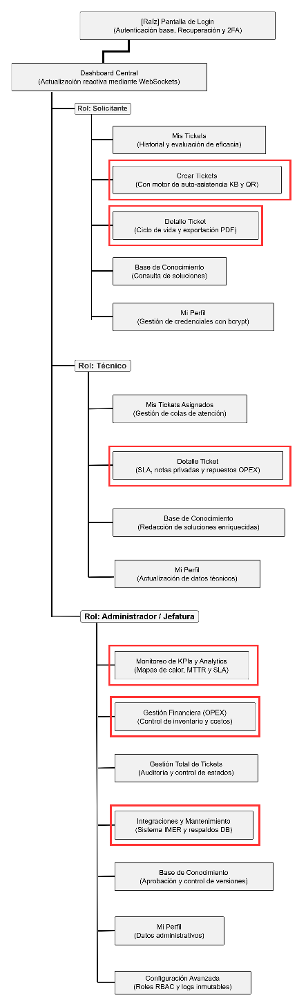 [Raíz] Pantalla de Login
(Autenticación base, Recuperación y 2FA)
Dashboard Central
(Actualización reactiva mediante WebSockets)
Rol: Solicitante
Mis Tickets
(Historial y evaluación de eficacia)
Crear Tickets
(Con motor de auto-asistencia KB y QR)
Detalle Ticket
(Ciclo de vida y exportación PDF)
Base de Conocimiento
(Consulta de soluciones)
Mi Perfil
(Gestión de credenciales con bcrypt)
Rol: Técnico
Mis Tickets Asignados
(Gestión de colas de atención)
Detalle Ticket
(SLA, notas privadas y repuestos OPEX)
Base de Conocimiento
(Redacción de soluciones enriquecidas)
Mi Perfil
(Actualización de datos técnicos)
Rol: Administrador / Jefatura
Monitoreo de KPIs y Analytics
(Mapas de calor, MTTR y SLA)
Gestión Financiera (OPEX)
(Control de inventario y costos)
Gestión Total de Tickets
(Auditoría y control de estados)
Integraciones y Mantenimiento
(Sistema IMER y respaldos DB)
Base de Conocimiento
(Aprobación y control de versiones)
Mi Perfil
(Datos administrativos)
Configuración Avanzada
(Roles RBAC y logs inmutables)